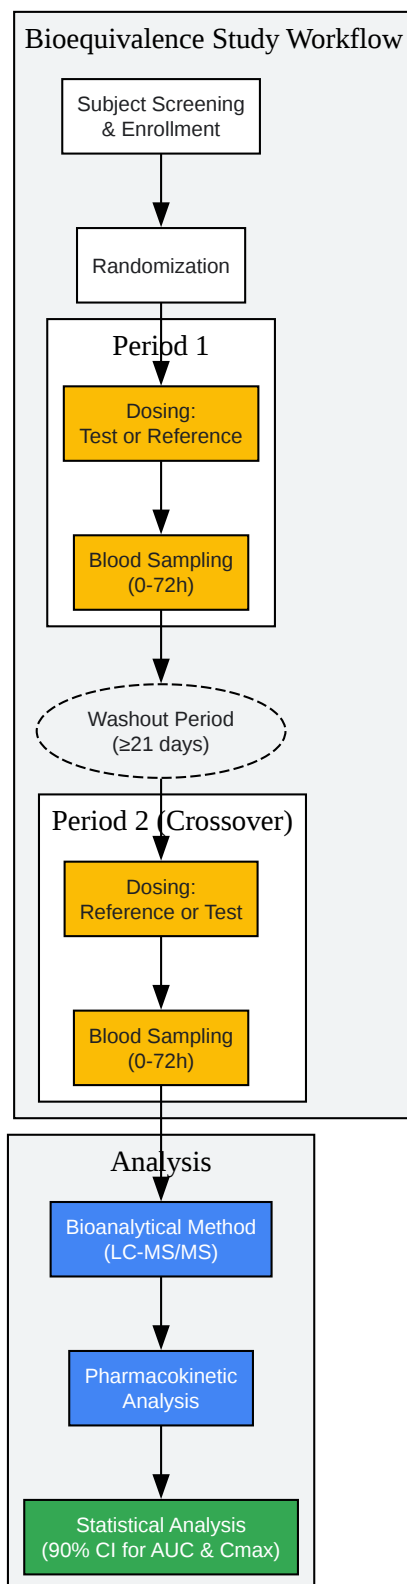 Bioequivalence Study Workflow
Subject Screening
& Enrollment
Randomization
Period 1
Dosing:
Test or Reference
Blood Sampling
(0-72h)
Washout Period
(≥21 days)
Period 2 (Crossover)
Dosing:
Reference or Test
Blood Sampling
(0-72h)
Analysis
Bioanalytical Method
(LC-MS/MS)
Pharmacokinetic
Analysis
Statistical Analysis
(90% CI for AUC & Cmax)